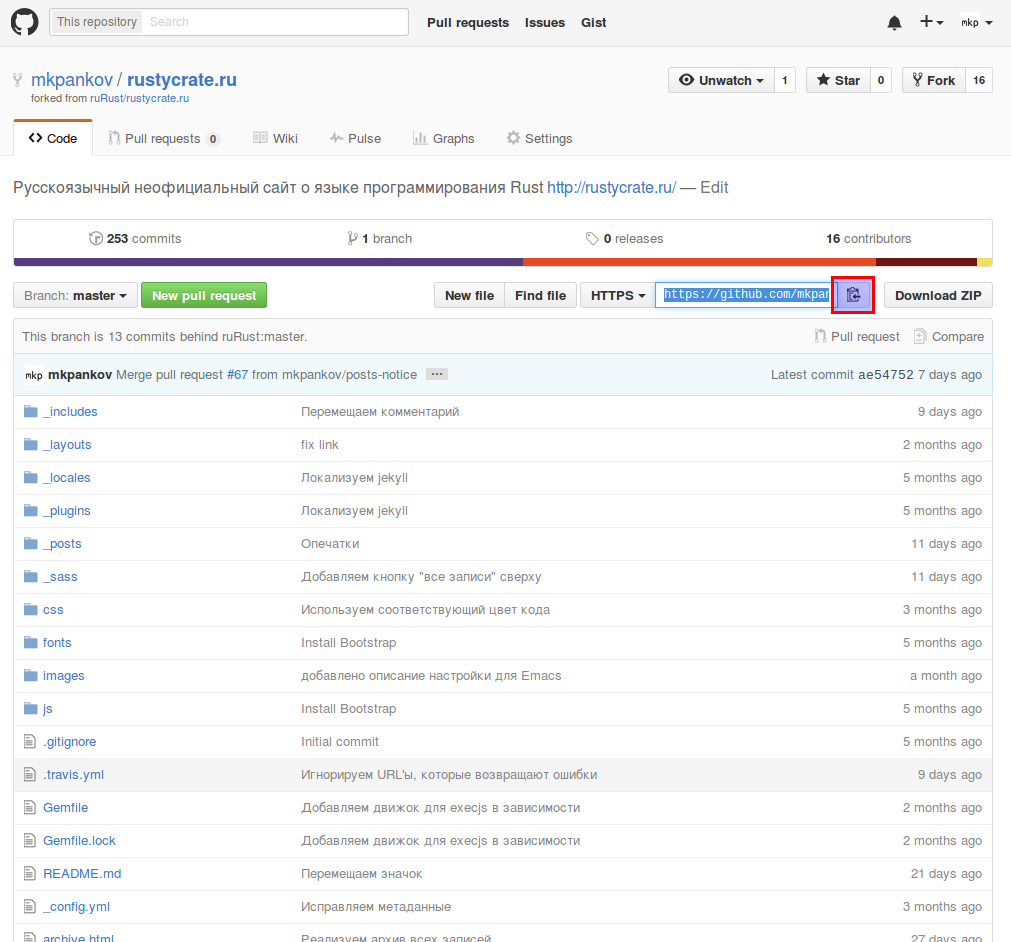 This repository Search Pull requests Issues Gist mkp
mkpankov / rustycrate.ru Unwatch 1 Star 0 Fork 16
forked from ruRust/rustycrate.ru
Code Pull requests 0 Wiki Pulse Graphs Settings
Русскоязычный неофициальный сайт о языке программирования Rust http://rustycrate.ru/ — Edit
253 commits 1 branch 0 releases 16 contributors
Branch: master New pull request New file Find file HTTPS https://github.com/mkpan Download ZIP
This branch is 13 commits behind ruRust:master. Pull request Compare
mkp mkpankov Merge pull request #67 from mkpankov/posts-notice ... Latest commit ae54752 7 days ago
_includes Перемещаем комментарий 9 days ago
_layouts fix link 2 months ago
_locales Локализуем jekyll 5 months ago
_plugins Локализуем jekyll 5 months ago
_posts Опечатки 11 days ago
_sass Добавляем кнопку "все записи" сверху 11 days ago
css Используем соответствующий цвет кода 3 months ago
fonts Install Bootstrap 5 months ago
images добавлено описание настройки для Emacs a month ago
js Install Bootstrap 5 months ago
.gitignore Initial commit 5 months ago
.travis.yml Игнорируем URL'ы, которые возвращают ошибки 9 days ago
Gemfile Добавляем движок для execjs в зависимости 2 months ago
Gemfile.lock Добавляем движок для execjs в зависимости 2 months ago
README.md Перемещаем значок 21 days ago
_config.yml Исправляем метаданные 3 months ago
archive.html Реализуем архив всех записей 27 days ago